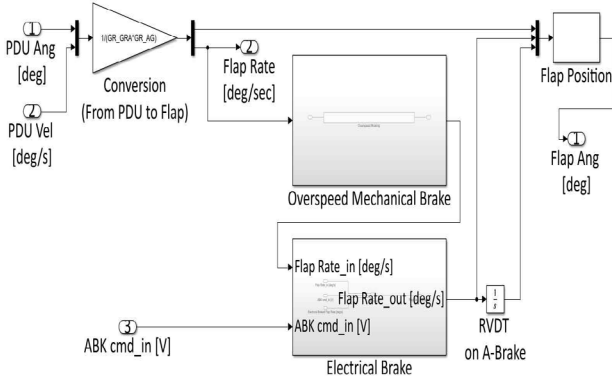 1
PDU Ang
[deg]
2
PDU Vel
[deg/s]
1/(GR_GRA*GR_AG)
Conversion
(From PDU to Flap)
2
Flap Rate
[deg/sec]
Overspeed Mechanical Brake
Flap Position
1
Flap Ang
[deg]
Flap Rate_in [deg/s]
Flap Rate_out [deg/s]
ABK cmd_in [V]
Electrical Brake
3
ABK cmd_in [V]
1
s
RVDT
on A-Brake